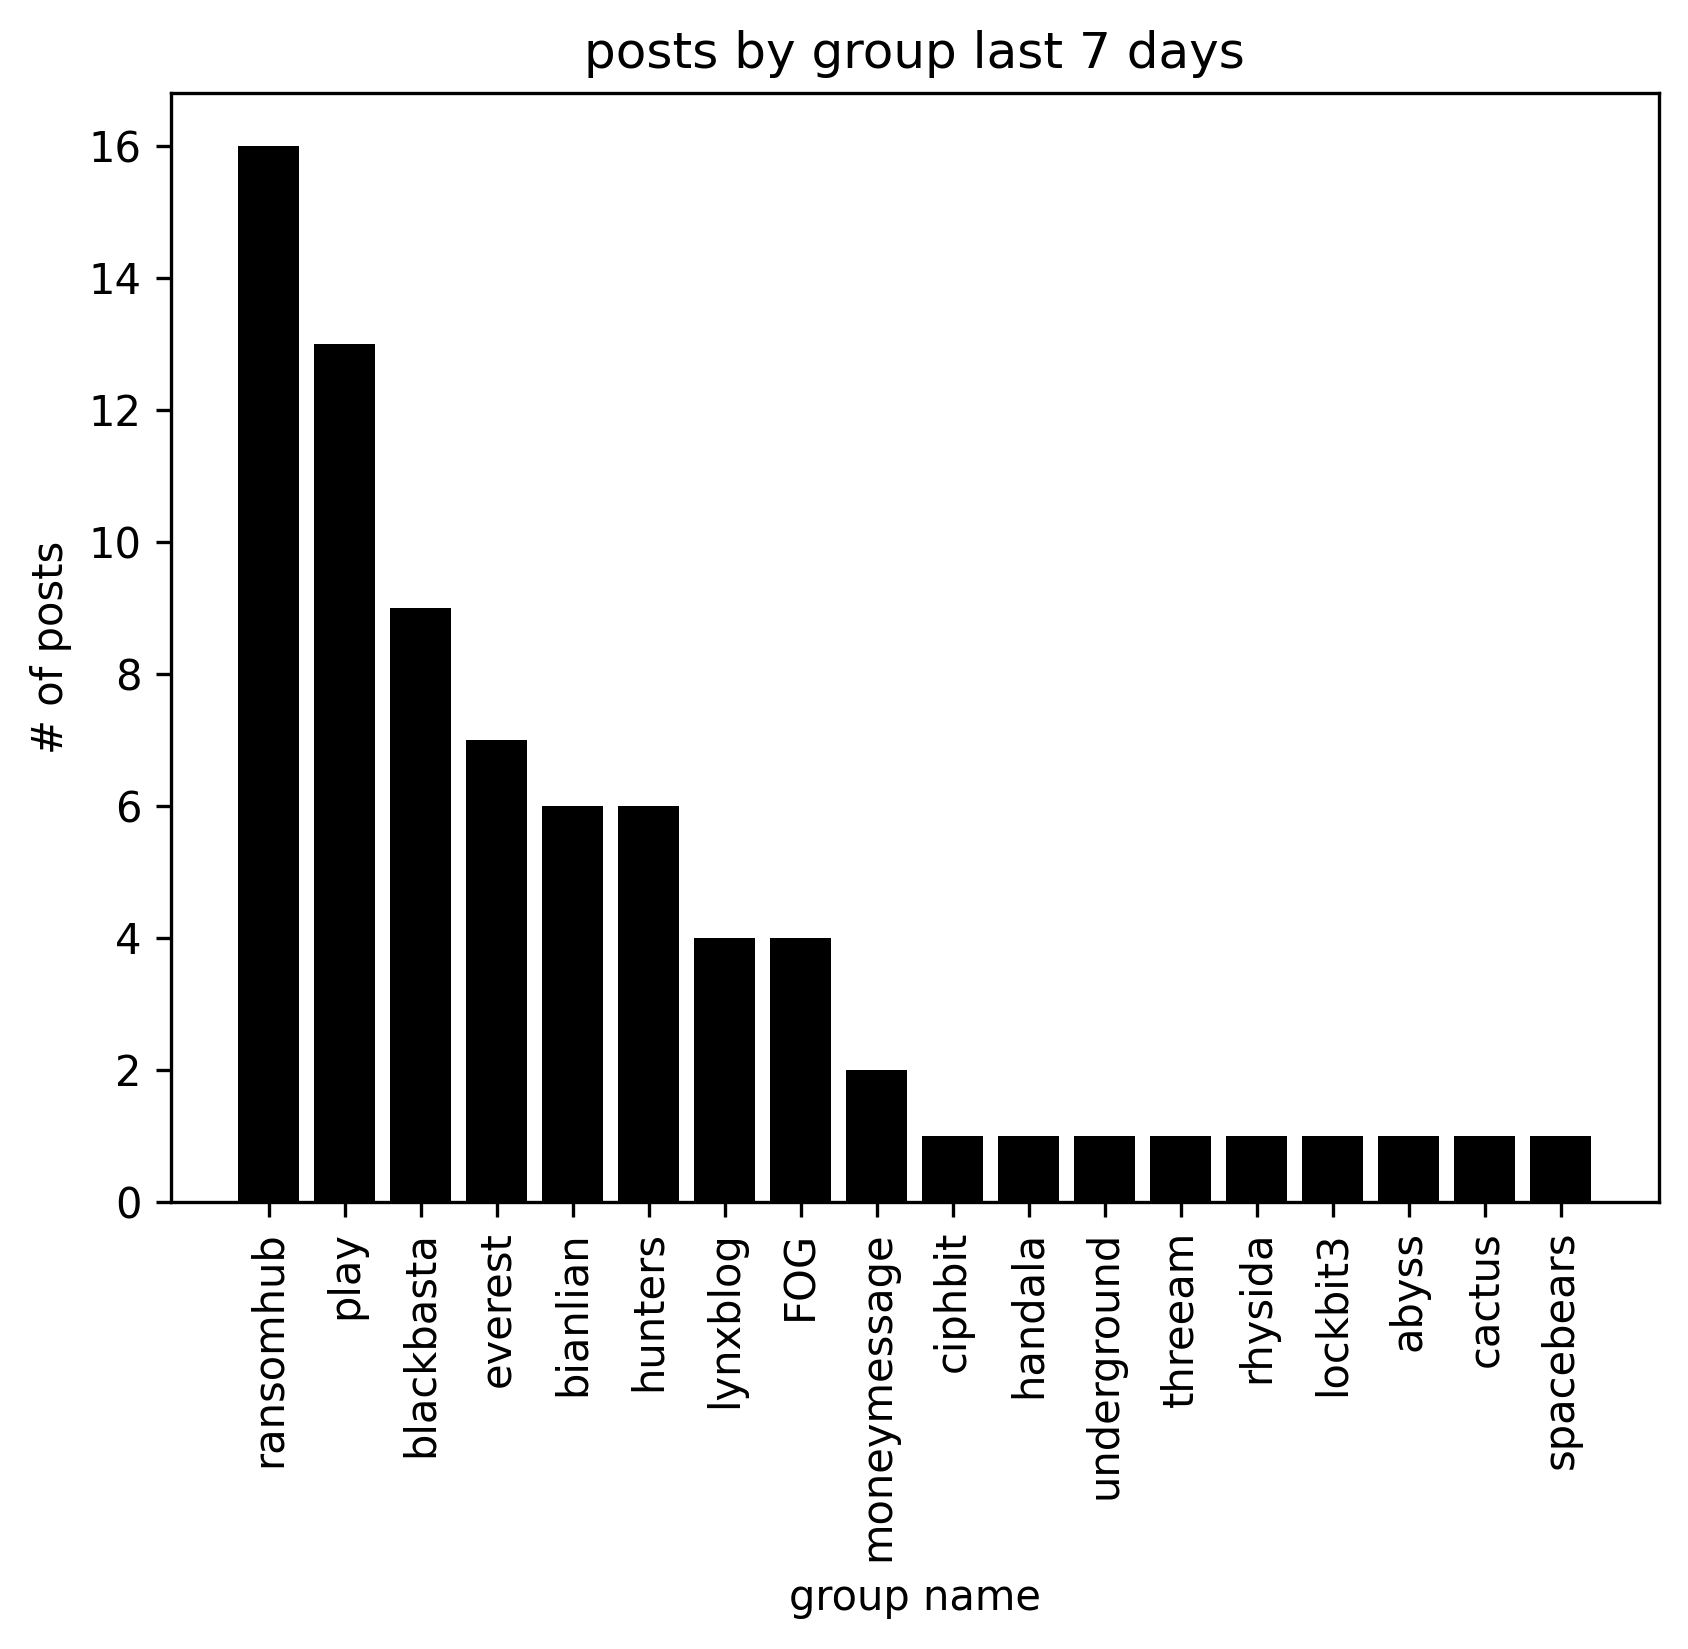 posts by group last 7 days
# of posts
16
14
12
10
8
6
4
2
0
ransomhub
play
blackbasta
everest
bianlian
hunters
lynxblog
FOG
moneymessage
ciphbit
handala
underground
threeam
rhysida
lockbit3
abyss
cactus
spacebears
group name